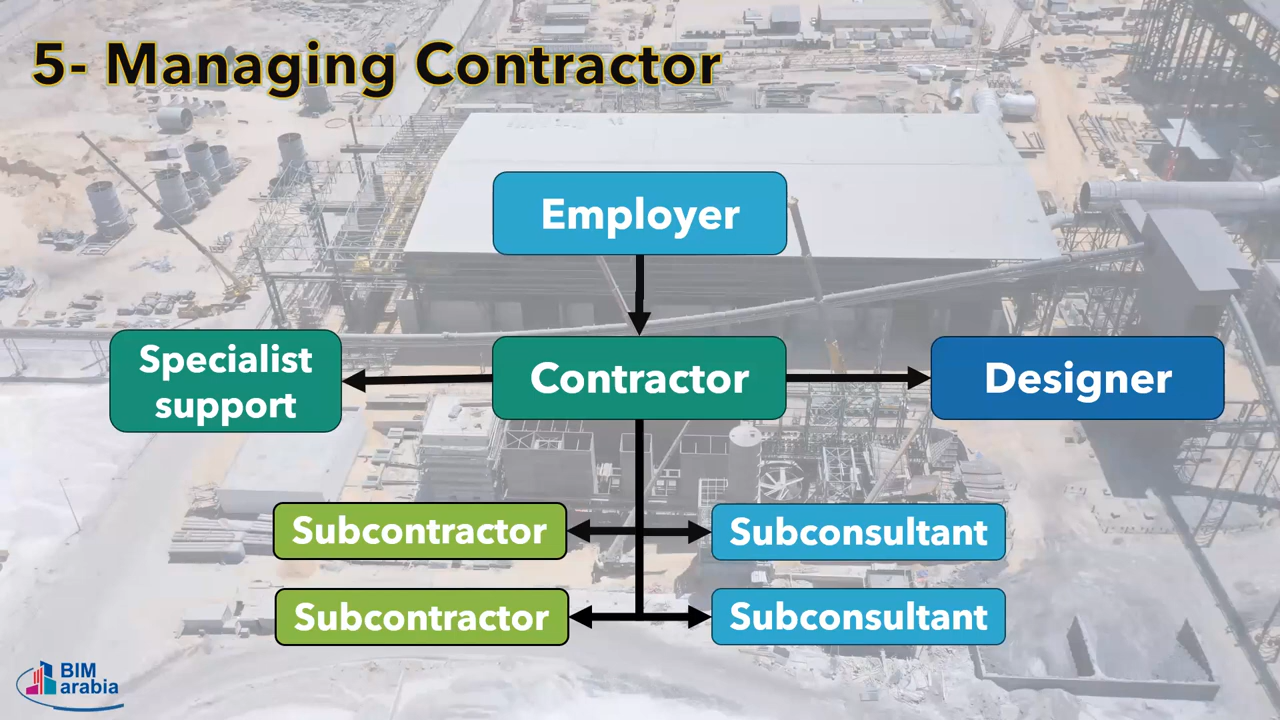 5- Managing Contractor
Employer
Specialist
support
Contractor
Designer
Subcontractor
Subconsultant
Subcontractor
Subconsultant
BIM
arabia